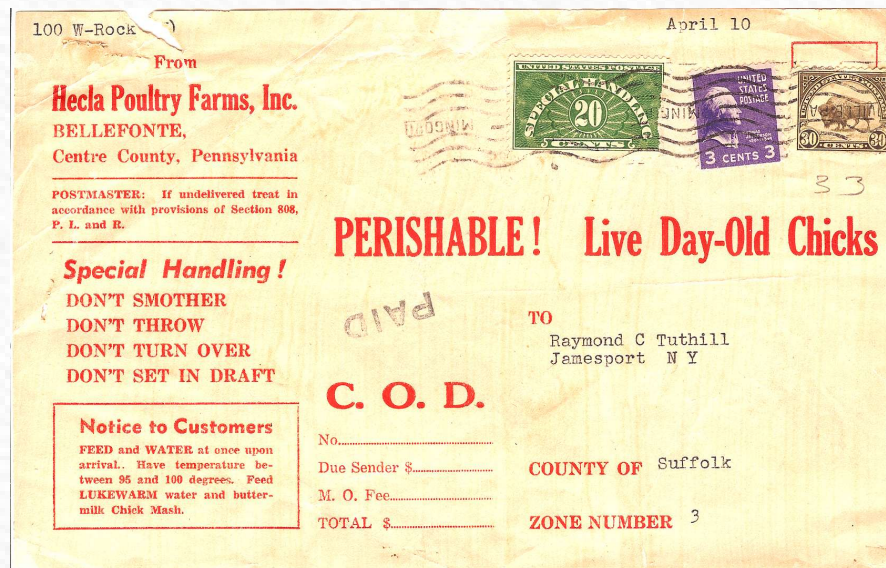 100 W-Rock )
April 10
From
Hecla Poultry Farms, Inc.
BELLEFONTE,
Centre County, Pennsylvania
POSTMASTER: If undelivered treat in
accordance with provisions of Section 808,
P. L. and R.
Special Handling!
DON'T SMOTHER
DON'T THROW
DON'T TURN OVER
DON'T SET IN DRAFT
Notice to Customers
FEED and WATER at once upon
arrival.. Have temperature be-
tween 95 and 100 degrees. Feed
LUKEWARM water and butter-
milk Chick Mash.
UNITED STATES POSTAGE
SPECIAL HANDLING
20
CENTS
UNITED
STATES
POSTAGE
3 CENTS 3
30 CENTS 30
33
PERISHABLE! Live Day-Old Chicks
PAID
C. O. D.
No.
Due Sender $
M. O. Fee
TOTAL $
TO
Raymond C Tuthill
Jamesport N Y
COUNTY OF Suffolk
ZONE NUMBER 3